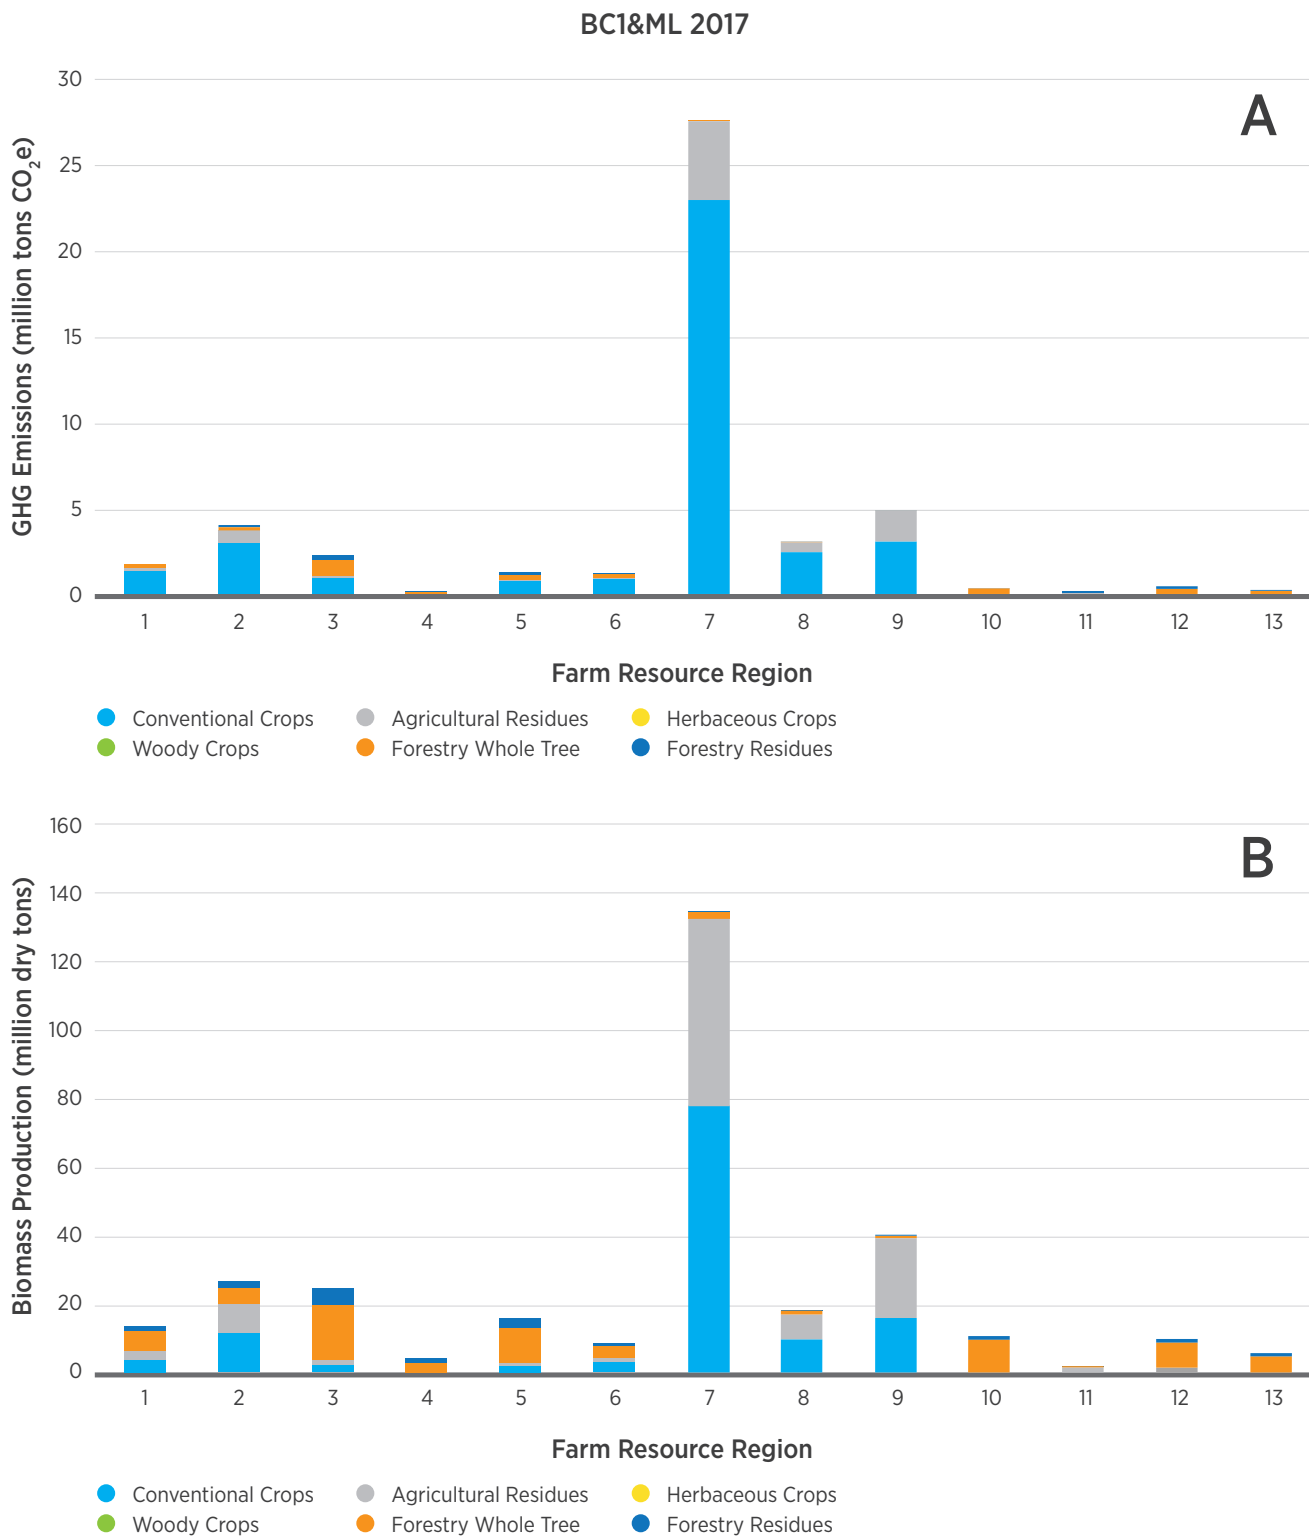 BC1&ML 2017
A
GHG Emissions (million tons CO₂e)
30
25
20
15
10
5
0
1 2 3 4 5 6 7 8 9 10 11 12 13
Farm Resource Region
Conventional Crops Agricultural Residues Herbaceous Crops
Woody Crops Forestry Whole Tree Forestry Residues
B
Biomass Production (million dry tons)
160
140
120
100
80
60
40
20
0
1 2 3 4 5 6 7 8 9 10 11 12 13
Farm Resource Region
Conventional Crops Agricultural Residues Herbaceous Crops
Woody Crops Forestry Whole Tree Forestry Residues